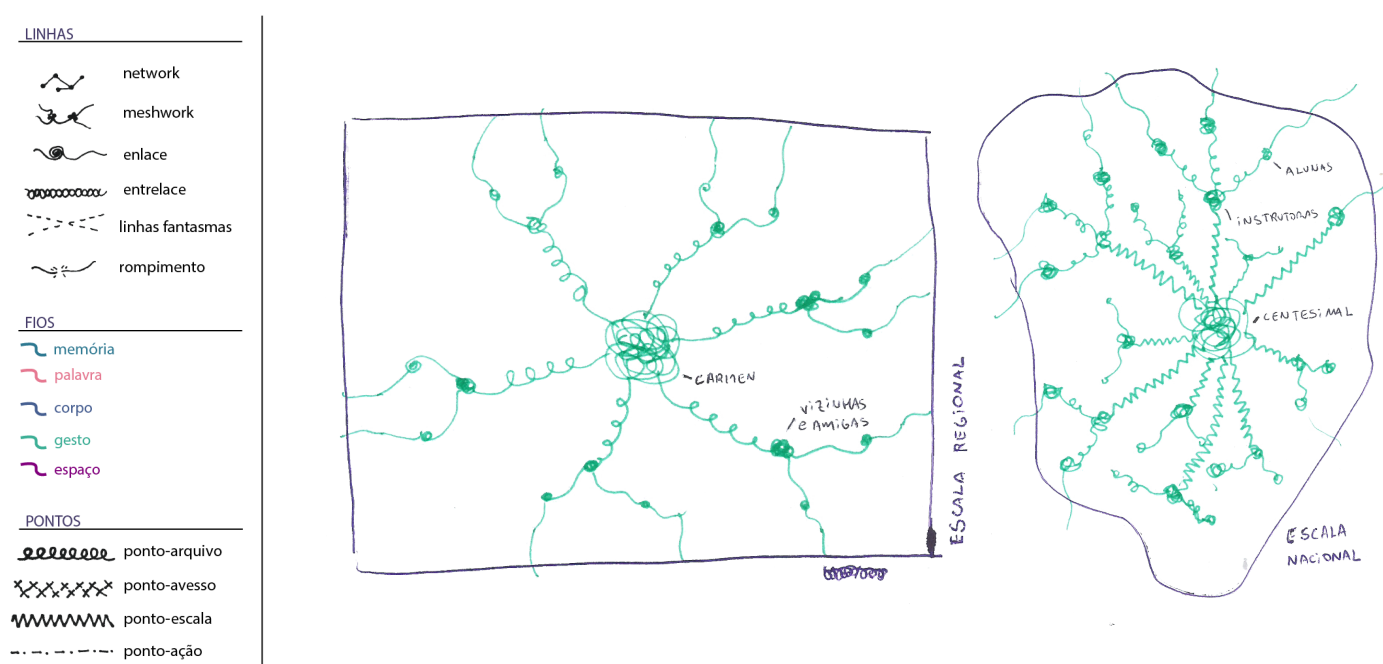 LINHAS
network
meshwork
enlace
entrelace
linhas fantasmas
rompimento
FIOS
memória
palavra
corpo
gesto
espaço
PONTOS
ponto-arquivo
ponto-avesso
ponto-escala
ponto-ação
CARMEN
VIZINHAS
E AMIGAS
ESCALA REGIONAL
ALUNAS
INSTRUTORAS
CENTESIMAL
ESCALA
NACIONAL